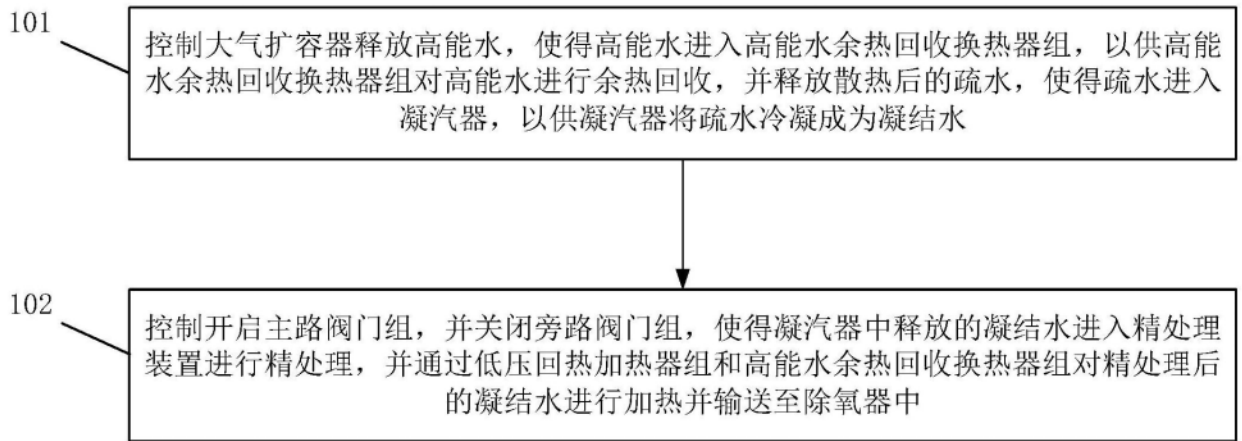 101
控制大气扩容器释放高能水，使得高能水进入高能水余热回收换热器组，以供高能
水余热回收换热器组对高能水进行余热回收，并释放散热后的疏水，使得疏水进入
凝汽器，以供凝汽器将疏水冷凝成为凝结水
102
控制开启主路阀门组，并关闭旁路阀门组，使得凝汽器中释放的凝结水进入精处理
装置进行精处理，并通过低压回热加热器组和高能水余热回收换热器组对精处理后
的凝结水进行加热并输送至除氧器中